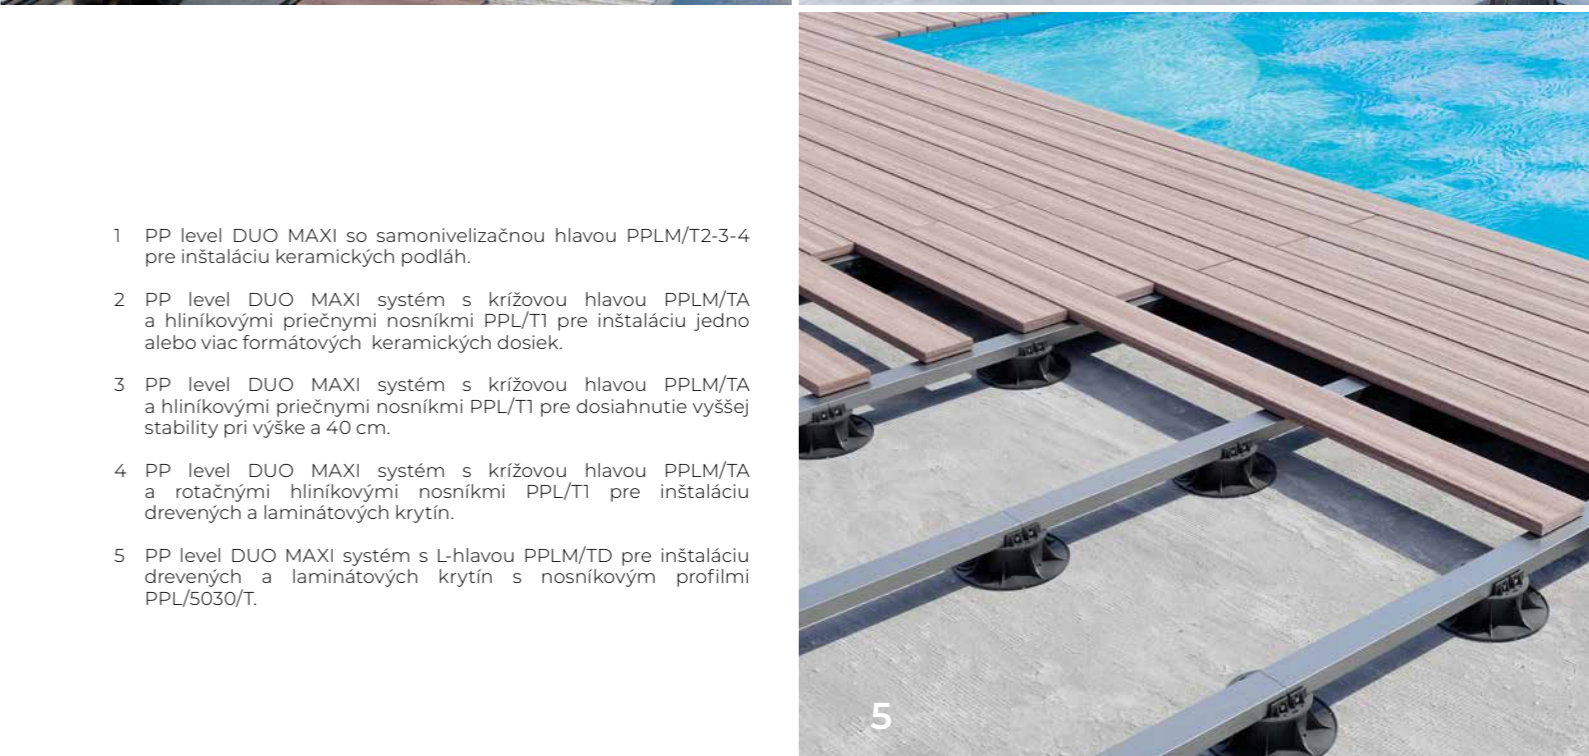 1 PP level DUO MAXI so samonivelizačnou hlavou PPLM/T2-3-4
pre inštaláciu keramických podláh.
2 PP level DUO MAXI systém s krížovou hlavou PPLM/TA
a hliníkovými priečnymi nosníkmi PPL/T1 pre inštaláciu jedno
alebo viac formátových keramických dosiek.
3 PP level DUO MAXI systém s krížovou hlavou PPLM/TA
a hliníkovými priečnymi nosníkmi PPL/T1 pre dosiahnutie vyššej
stability pri výške a 40 cm.
4 PP level DUO MAXI systém s krížovou hlavou PPLM/TA
a rotačnými hliníkovými nosníkmi PPL/T1 pre inštaláciu
drevených a laminátových krytín.
5 PP level DUO MAXI systém s L-hlavou PPLM/TD pre inštaláciu
drevených a laminátových krytín s nosníkovým profilmi
PPL/5030/T.
5